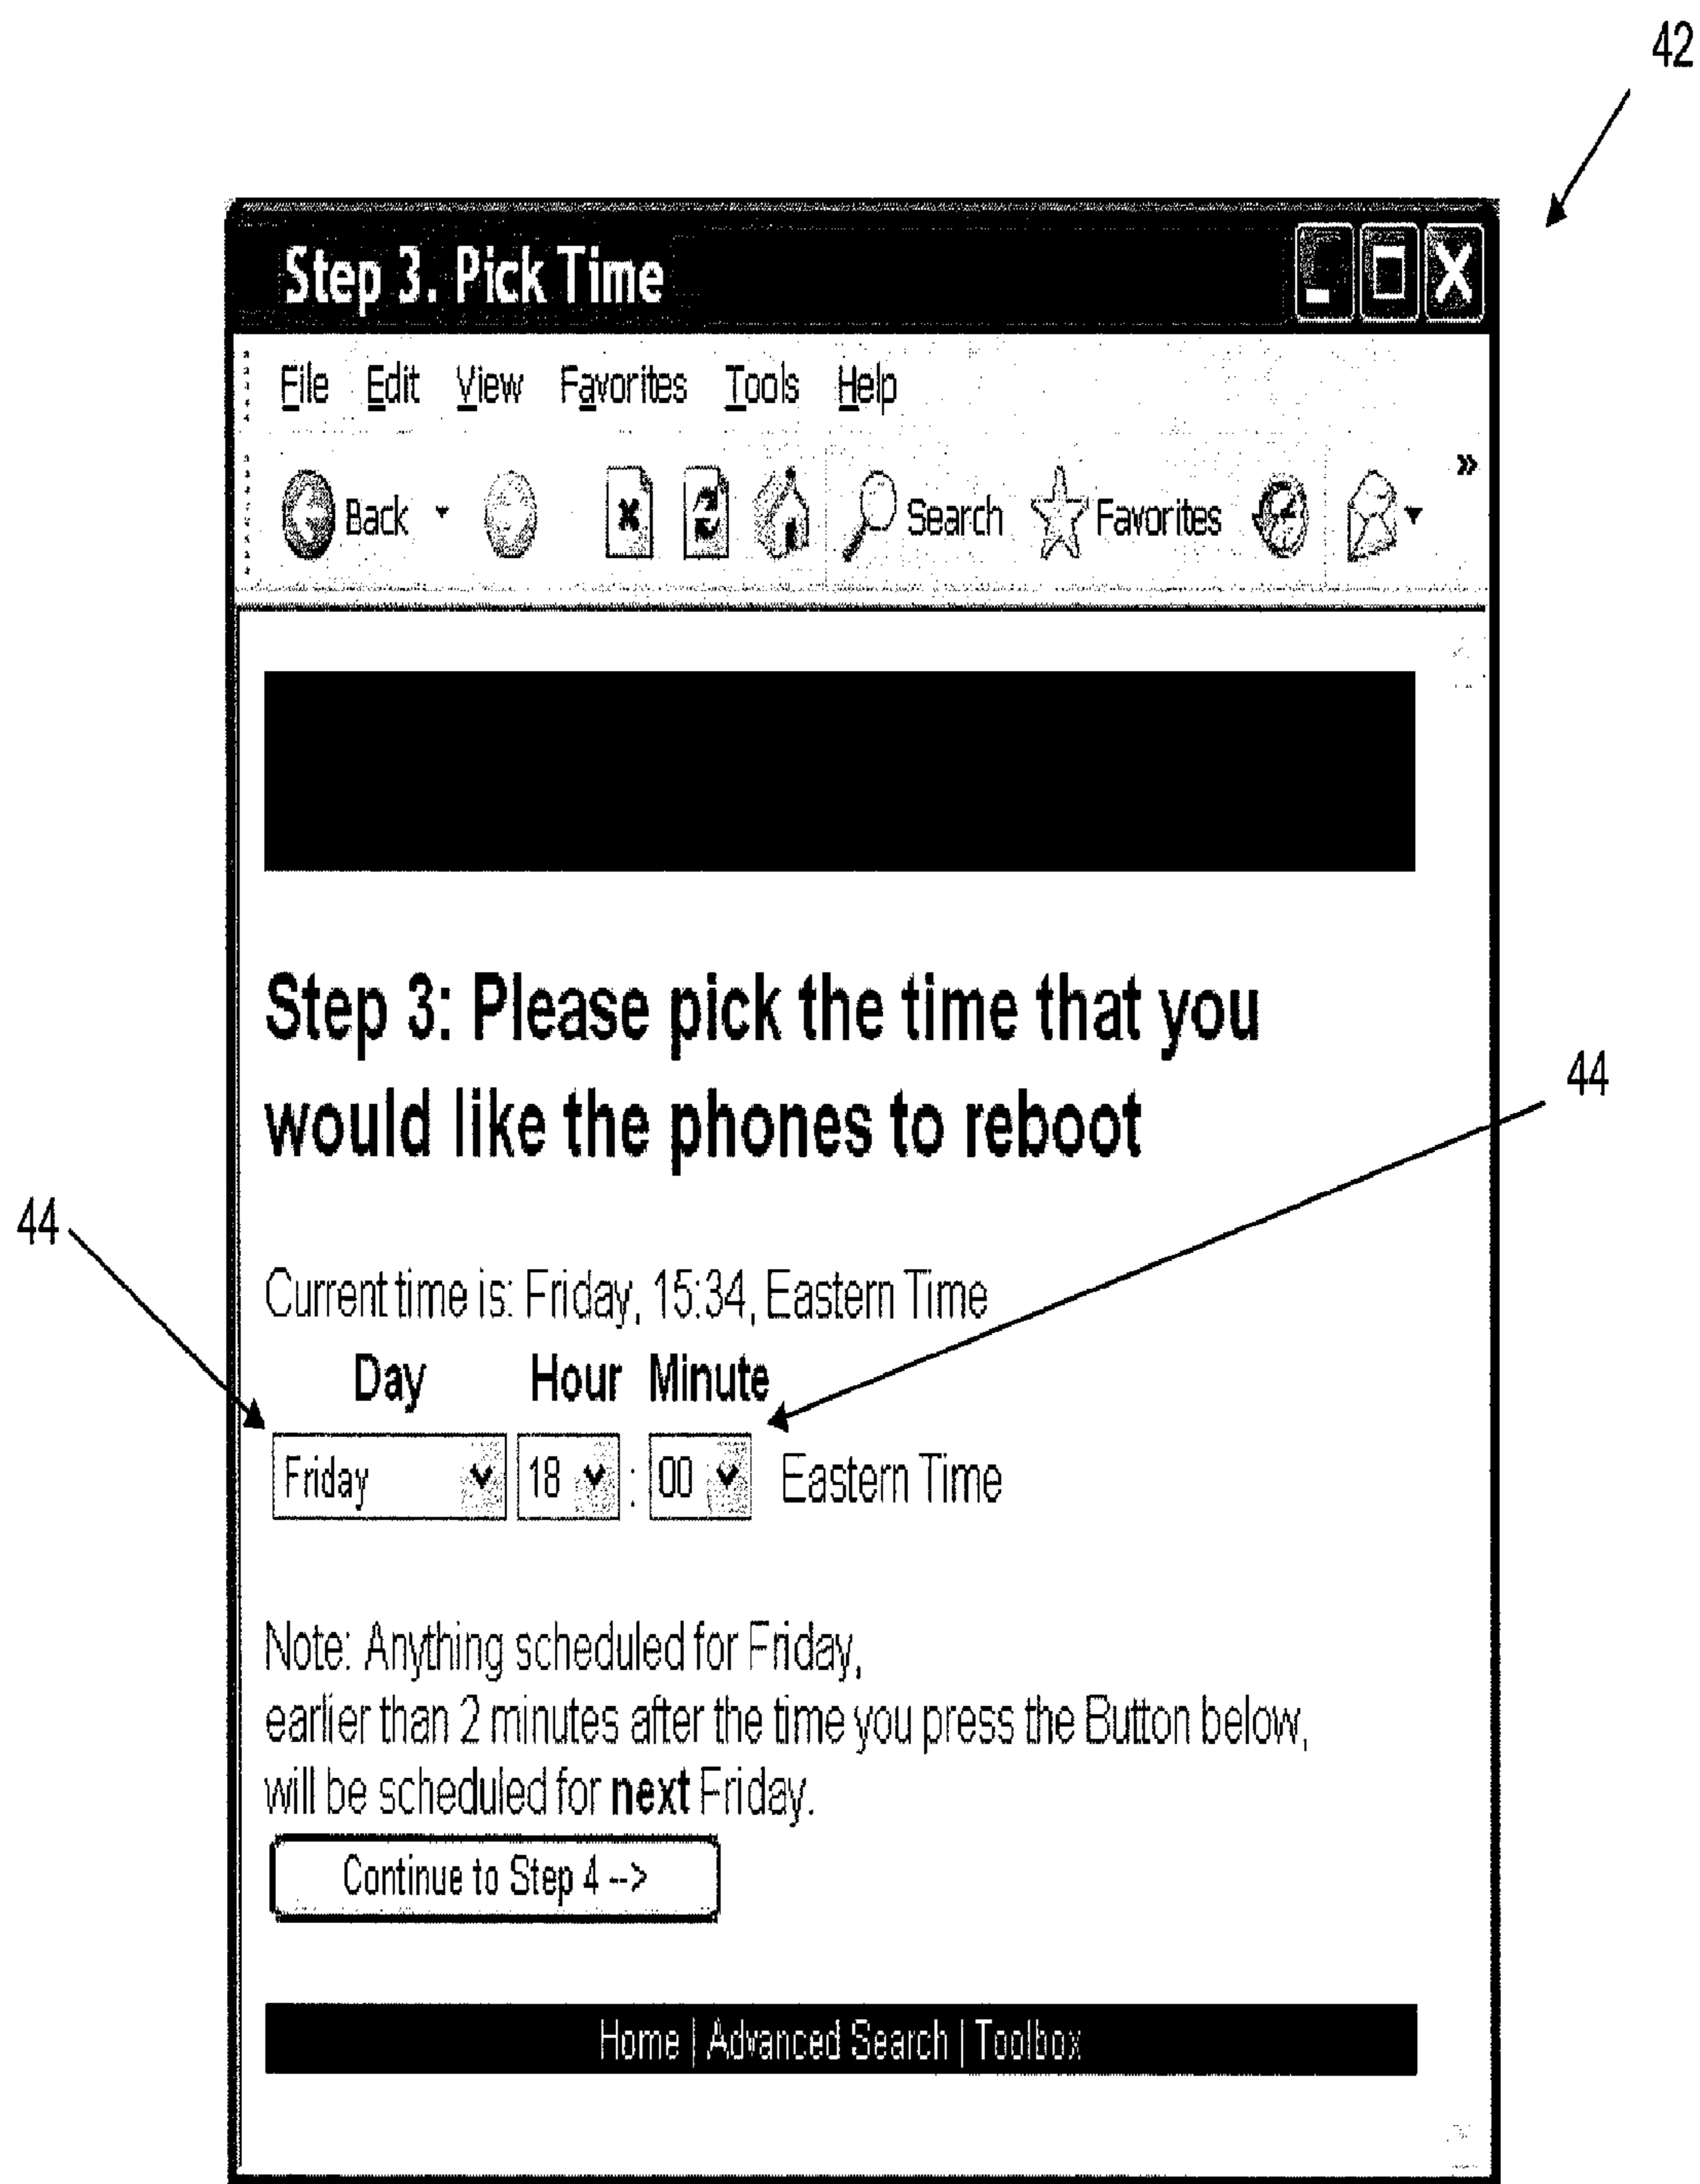 42
Step 3. Pick Time
File Edit View Favorites Tools Help
Back Search Favorites »
Step 3: Please pick the time that you
would like the phones to reboot
44
44
Current time is: Friday, 15:34, Eastern Time
Day Hour Minute
Friday 18 : 00 Eastern Time
Note: Anything scheduled for Friday,
earlier than 2 minutes after the time you press the Button below,
will be scheduled for next Friday.
Continue to Step 4 -->
Home | Advanced Search | Toolbox